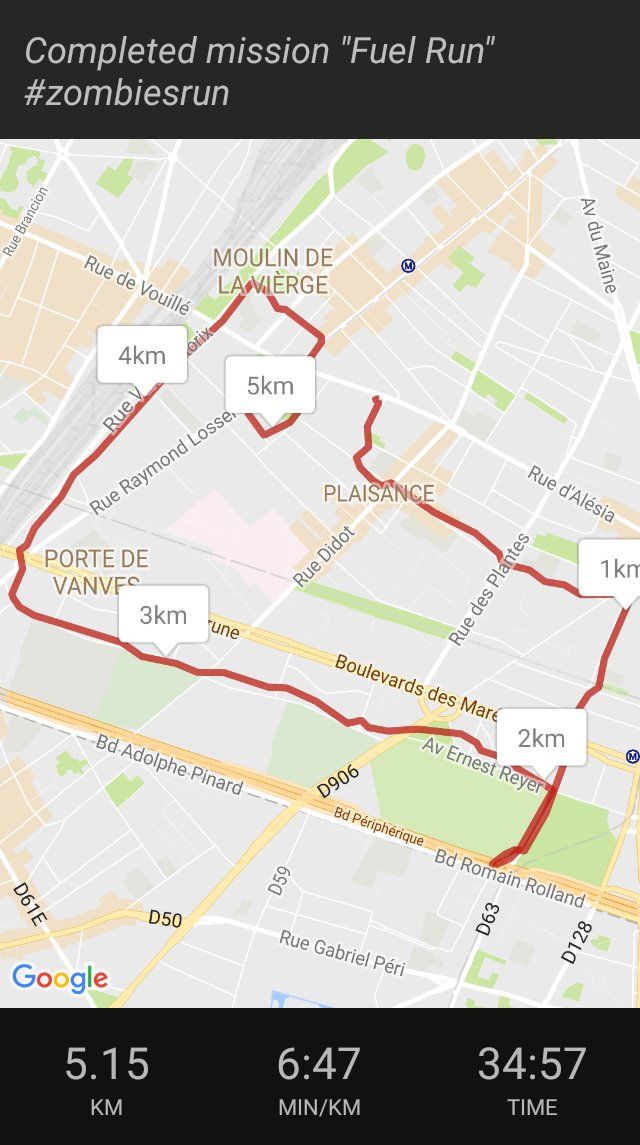 Completed mission "Fuel Run"
#zombiesrun
Rue Brancion
Av du Maine
MOULIN DE
LA VIERGE
M
Rue de Vouillé
4km
5km
Rue Raymond Losser
PLAISANCE
Rue d'Alésia
Rue Didot
Rue des Plantes
1km
PORTE DE
VANVES
3km
Boulevards des Maré
2km
M
Av Ernest Reyer
Bd Adolphe Pinard
D906
Bd Périphérique
Bd Romain Rolland
D59
D61E
D50
D63
D128
Rue Gabriel Péri
Google
5.15 6:47 34:57
KM MIN/KM TIME